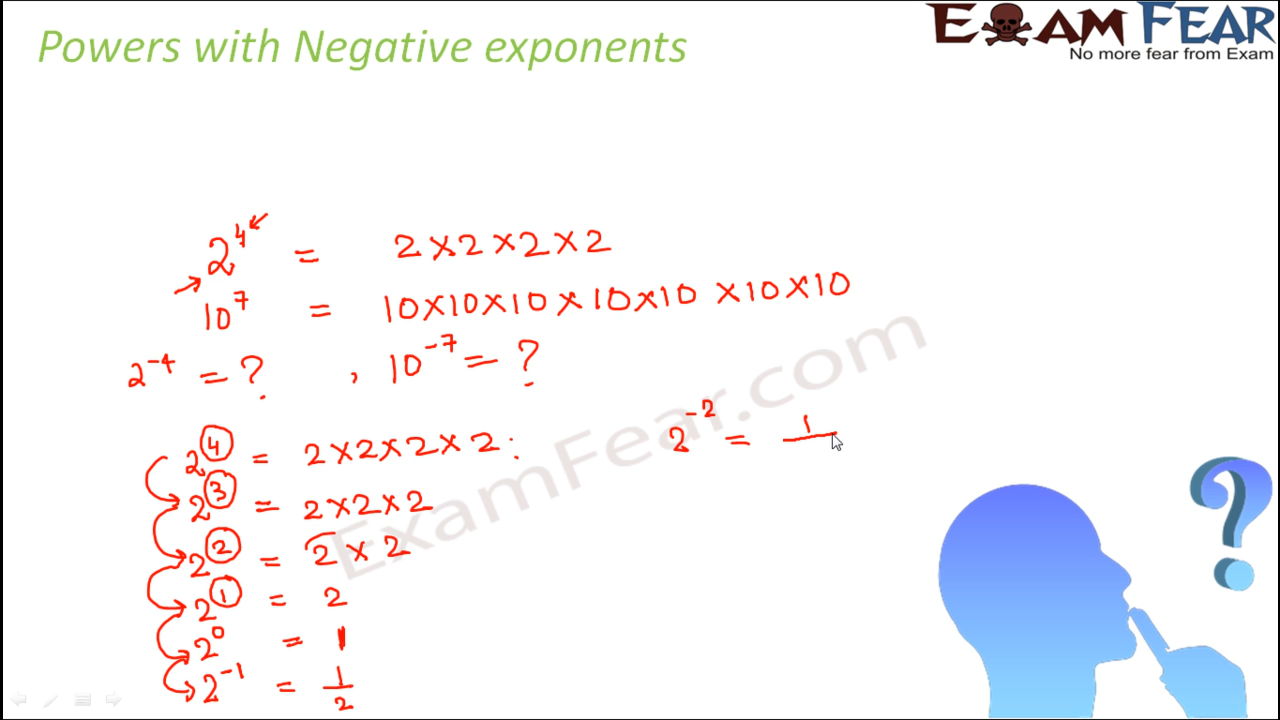 Powers with Negative exponents
EXAM FEAR
No more fear from Exam
2⁴ = 2×2×2×2
10⁷ = 10×10×10×10×10×10×10
2⁻⁴ = ? , 10⁻⁷ = ?
2⁴ = 2×2×2×2 :
2³ = 2×2×2
2² = 2×2
2¹ = 2
2⁰ = 1
2⁻¹ = 1/2
2⁻² = 1/
ExamFear.com